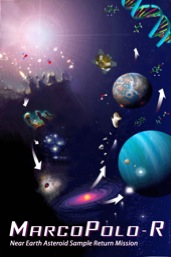 MARCOPOLO-R
Near Earth Asteroid Sample Return Mission